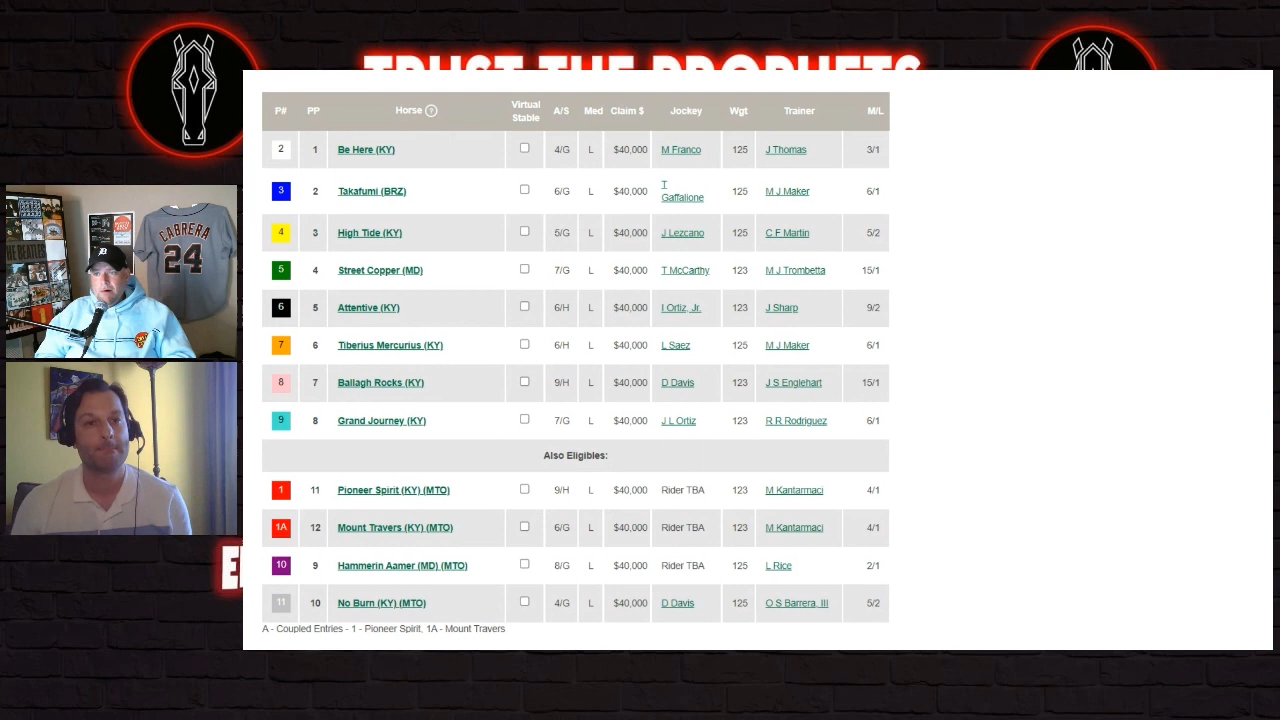 TRUST THE PROPHETS
P# PP Horse ? Virtual Stable A/S Med Claim $ Jockey Wgt Trainer M/L
2 1 Be Here (KY) 4/G L $40,000 M Franco 125 J Thomas 3/1
3 2 Takafumi (BRZ) 6/G L $40,000 T Gaffalione 125 M J Maker 6/1
4 3 High Tide (KY) 5/G L $40,000 J Lezcano 125 C F Martin 5/2
5 4 Street Copper (MD) 7/G L $40,000 T McCarthy 123 M J Trombetta 15/1
6 5 Attentive (KY) 6/H L $40,000 I Ortiz, Jr. 123 J Sharp 9/2
7 6 Tiberius Mercurius (KY) 6/H L $40,000 L Saez 125 M J Maker 6/1
8 7 Ballagh Rocks (KY) 9/H L $40,000 D Davis 123 J S Englehart 15/1
9 8 Grand Journey (KY) 7/G L $40,000 J L Ortiz 123 R R Rodriguez 6/1
Also Eligibles:
1 11 Pioneer Spirit (KY) (MTO) 9/H L $40,000 Rider TBA 123 M Kantarmaci 4/1
1A 12 Mount Travers (KY) (MTO) 6/G L $40,000 Rider TBA 123 M Kantarmaci 4/1
10 9 Hammerin Aamer (MD) (MTO) 8/G L $40,000 Rider TBA 125 L Rice 2/1
11 10 No Burn (KY) (MTO) 4/G L $40,000 D Davis 125 O S Barrera, III 5/2
A - Coupled Entries - 1 - Pioneer Spirit, 1A - Mount Travers
CABRERA
24
THE BEATLES